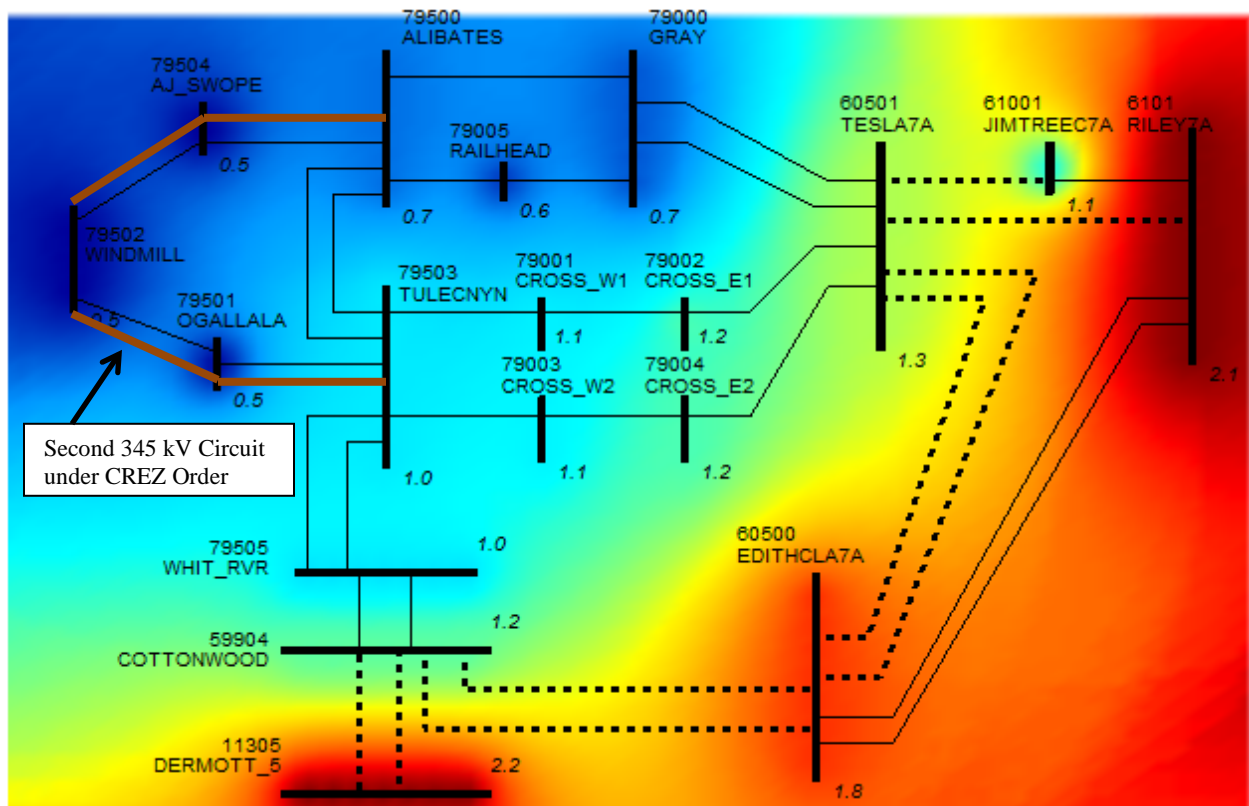 79500
ALIBATES
79000
GRAY
79504
AJ_SWOPE
0.5
79005
RAILHEAD
0.6
0.7
0.7
60501
TESLA7A
61001
JIMTREEC7A
6101
RILEY7A
1.1
2.1
1.3
79502
WINDMILL
0.5
79501
OGALLALA
0.5
79503
TULECNYN
79001
CROSS_W1
1.1
79002
CROSS_E1
1.2
79003
CROSS_W2
1.1
79004
CROSS_E2
1.2
1.0
Second 345 kV Circuit
under CREZ Order
79505
WHIT_RVR
1.0
59904
COTTONWOOD
1.2
60500
EDITHCLA7A
1.8
11305
DERMOTT_5
2.2